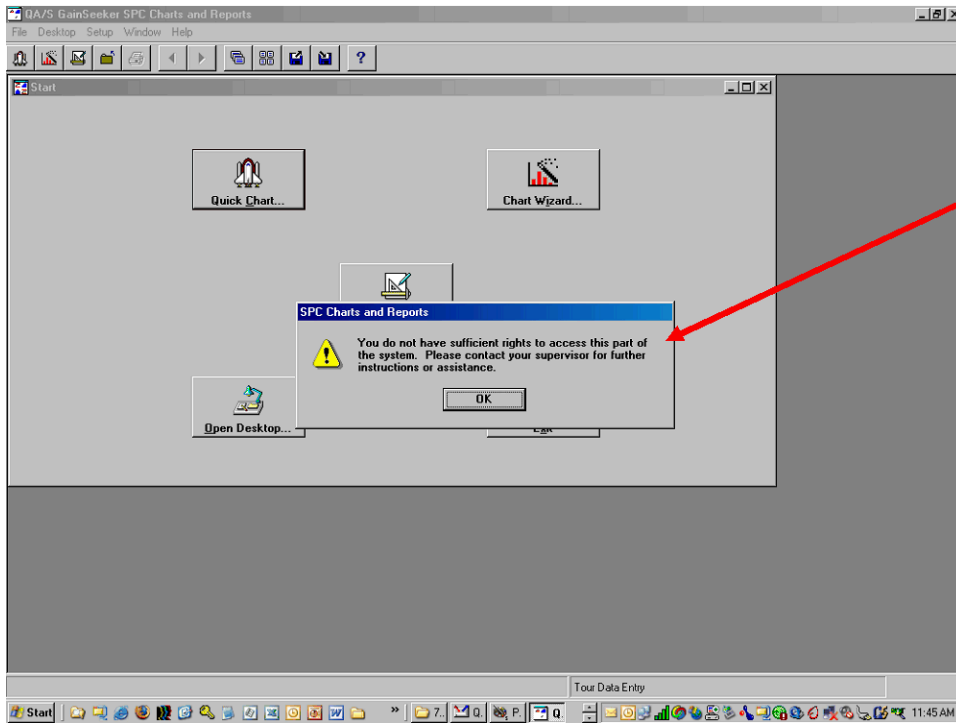 QA/S GainSeeker SPC Charts and Reports
File Desktop Setup Window Help
?
Start
Quick Chart...
Chart Wizard...
SPC Charts and Reports
You do not have sufficient rights to access this part of
the system. Please contact your supervisor for further
instructions or assistance.
OK
Open Desktop...
Exit
Tour Data Entry
Start
»
7..
Q.
P.
Q.
11:45 AM